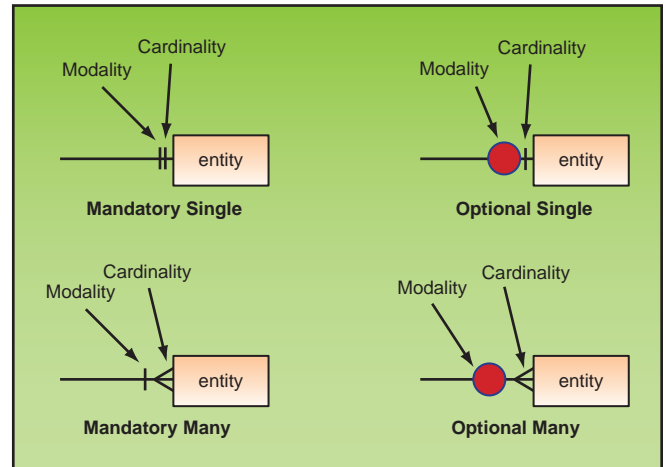 Cardinality
Modality
entity
Mandatory Single
Cardinality
Modality
entity
Optional Single
Cardinality
Modality
entity
Mandatory Many
Cardinality
Modality
entity
Optional Many